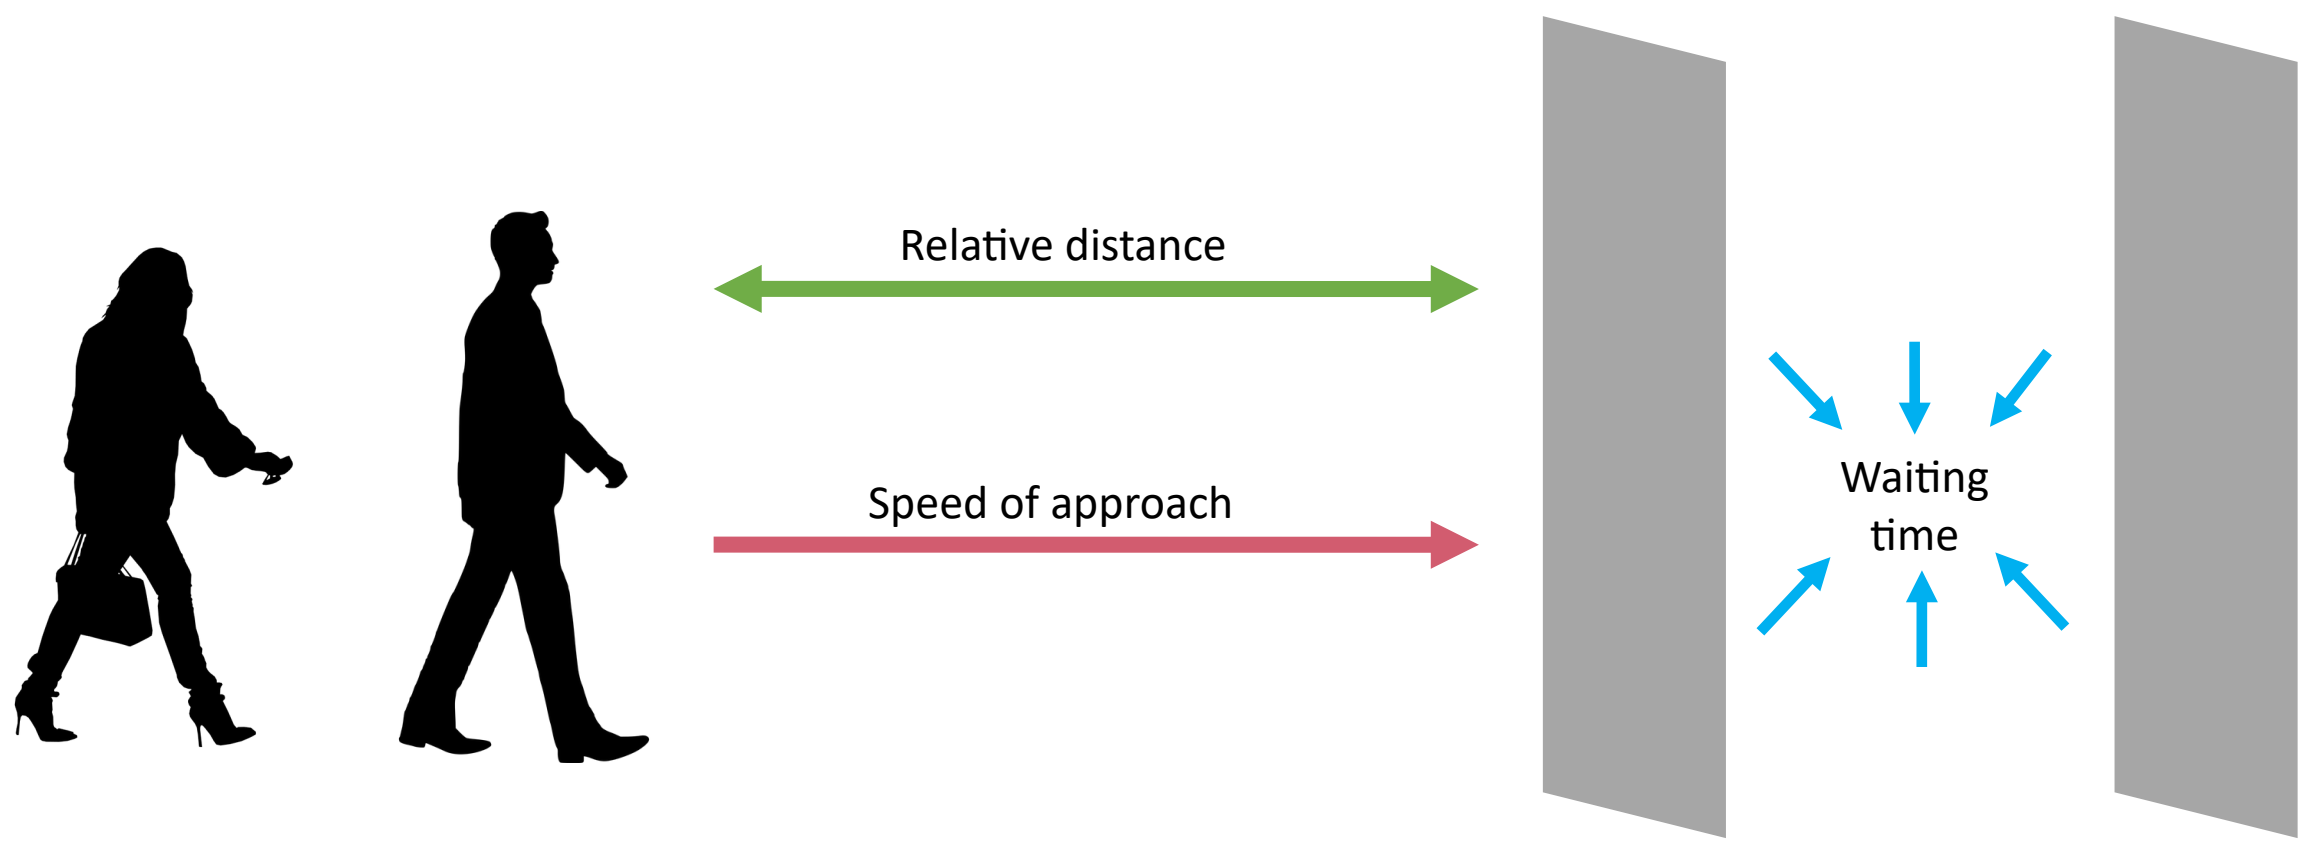 Relative distance
Speed of approach
Waiting
time